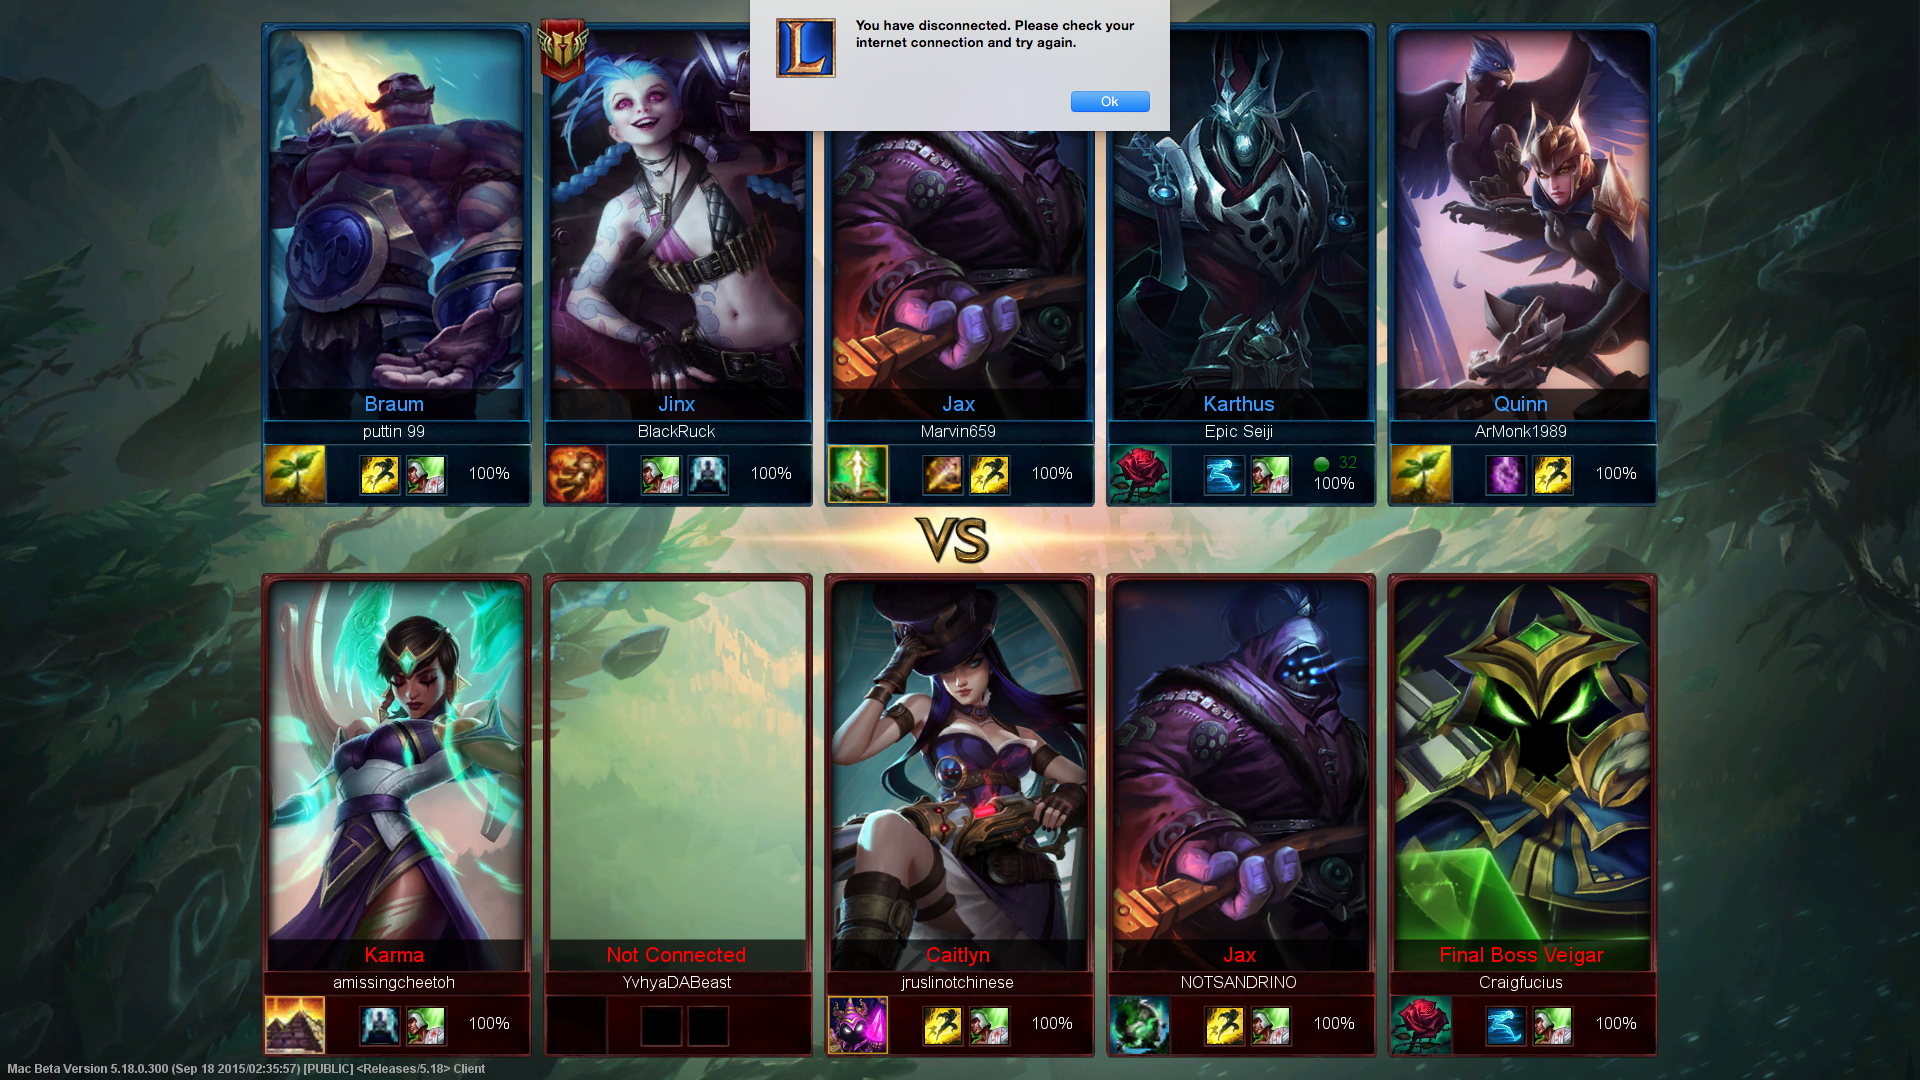 You have disconnected. Please check your
internet connection and try again.
Ok
Braum
puttin 99
100%
Jinx
BlackRuck
100%
Jax
Marvin659
100%
Karthus
Epic Seiji
32
100%
Quinn
ArMonk1989
100%
VS
Karma
amissingcheetoh
100%
Not Connected
YvhyaDABeast
Caitlyn
jruslinotchinese
100%
Jax
NOTSANDRINO
100%
Final Boss Veigar
Craigfucius
100%
Mac Beta Version 5.18.0.300 (Sep 18 2015/02:35:57) [PUBLIC] <Releases/5.18> Client